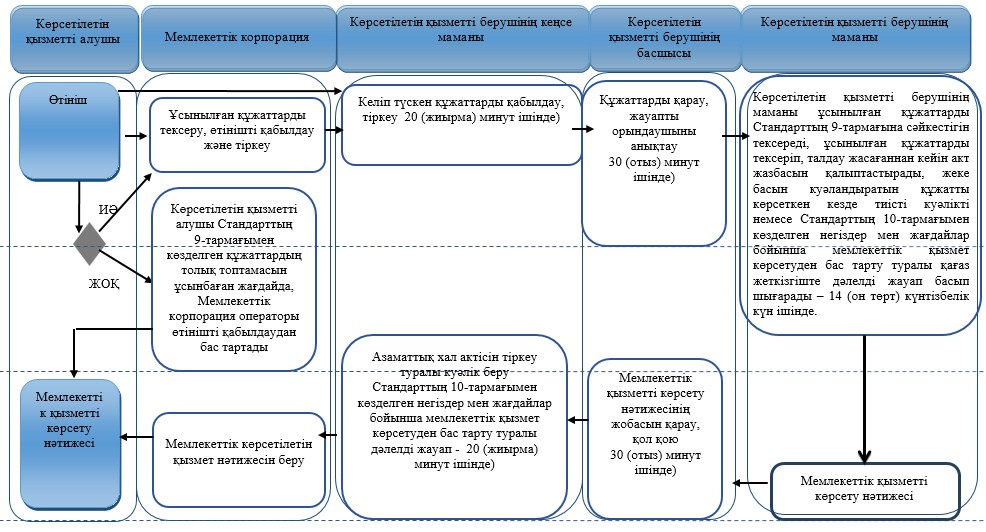 Көрсетілетін
қызметті алушы
Мемлекеттік корпорация
Көрсетілетін қызметті берушінің кеңсе
маманы
Көрсетілетін
қызметті берушінің
басшысы
Көрсетілетін қызметті берушінің
маманы
Өтініш
Ұсынылған құжаттарды
тексеру, өтінішті қабылдау
және тіркеу
Келіп түскен құжаттарды қабылдау,
тіркеу 20 (жиырма) минут ішінде)
Құжаттарды қарау,
жауапты
орындаушыны
анықтау
30 (отыз) минут
ішінде)
Көрсетілетін қызметті берушінің
маманы ұсынылған құжаттарды
Стандарттың 9-тармағына сәйкестігін
тексереді, ұсынылған құжаттарды
тексеріп, талдау жасағаннан кейін акт
жазбасын қалыптастырады, жеке
басын куәландыратын құжатты
көрсеткен кезде тиісті куәлікті
немесе Стандарттың 10-тармағымен
көзделген негіздер мен жағдайлар
бойынша мемлекеттік қызмет
көрсетуден бас тарту туралы қағаз
жеткізгіште дәлелді жауап басып
шығарады – 14 (он төрт) күнтізбелік
күн ішінде.
ИӘ
ЖОҚ
Көрсетілетін қызметті
алушы Стандарттың
9-тармағымен
көзделген құжаттардың
толық топтамасын
ұсынбаған жағдайда,
Мемлекеттік
корпорация операторы
өтінішті қабылдаудан
бас тартады
Мемлекетті
к қызметті
көрсету
нәтижесі
Мемлекеттік көрсетілетін
қызмет нәтижесін беру
Азаматтық хал актісін тіркеу
туралы куәлік беру
Стандарттың 10-тармағымен
көзделген негіздер мен жағдайлар
бойынша мемлекеттік қызмет
көрсетуден бас тарту туралы
дәлелді жауап - 20 (жиырма)
минут ішінде)
Мемлекеттік
қызметті көрсету
нәтижесінің
жобасын қарау,
қол қою
30 (отыз) минут
ішінде)
Мемлекеттік қызметті
көрсету нәтижесі